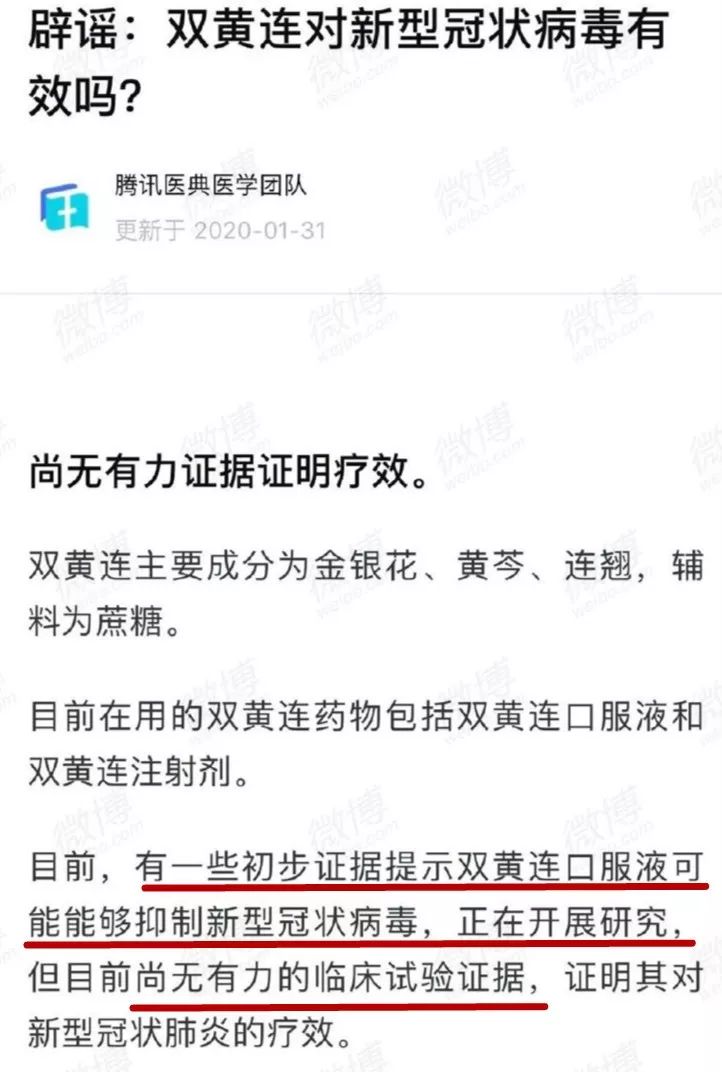 辟谣：双黄连对新型冠状病毒有
效吗?
腾讯医典医学团队
更新于 2020-01-31
尚无有力证据证明疗效。
双黄连主要成分为金银花、黄芩、连翘，辅
料为蔗糖。
目前在用的双黄连药物包括双黄连口服液和
双黄连注射剂。
目前，有一些初步证据提示双黄连口服液可
能能够抑制新型冠状病毒，正在开展研究，
但目前尚无有力的临床试验证据，证明其对
新型冠状肺炎的疗效。
微博
weibo.com